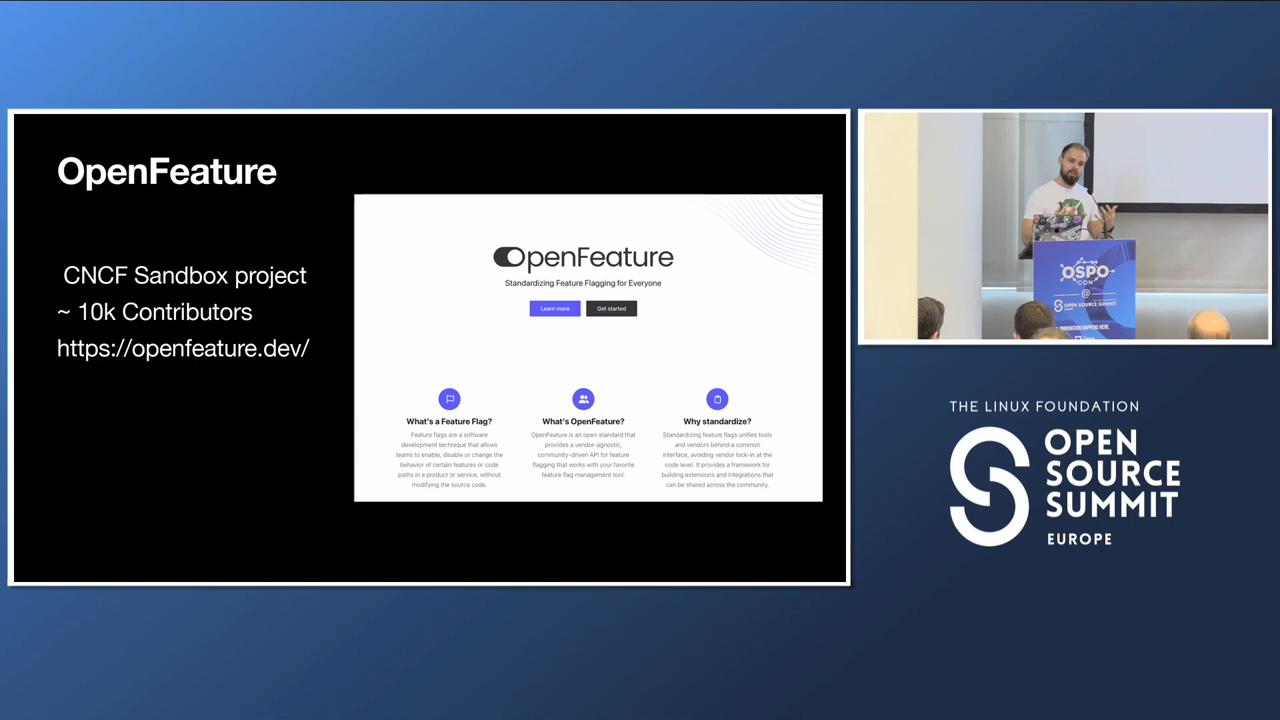 OpenFeature
CNCF Sandbox project
~ 10k Contributors
https://openfeature.dev/
OpenFeature
Standardizing Feature Flagging for Everyone
Learn more
Get started
What's a Feature Flag?
Feature flags are a software
development technique that allows
teams to enable, disable or change the
behavior of certain features or code
paths in a product or service, without
modifying the source code.
What's OpenFeature?
OpenFeature is an open standard that
provides a vendor-agnostic,
community-driven API for feature
flagging that works with your favorite
feature flag management tool.
Why standardize?
Standardizing feature flags unifies tools
and vendors behind a common
interface, avoiding vendor lock-in at the
code level. It provides a framework for
building extensions and integrations that
can be shared across the community.
OSPO
CON
@
OPEN SOURCE SUMMIT
INNOVATION HAPPENS HERE.
THE LINUX FOUNDATION
OPEN
SOURCE
SUMMIT
EUROPE